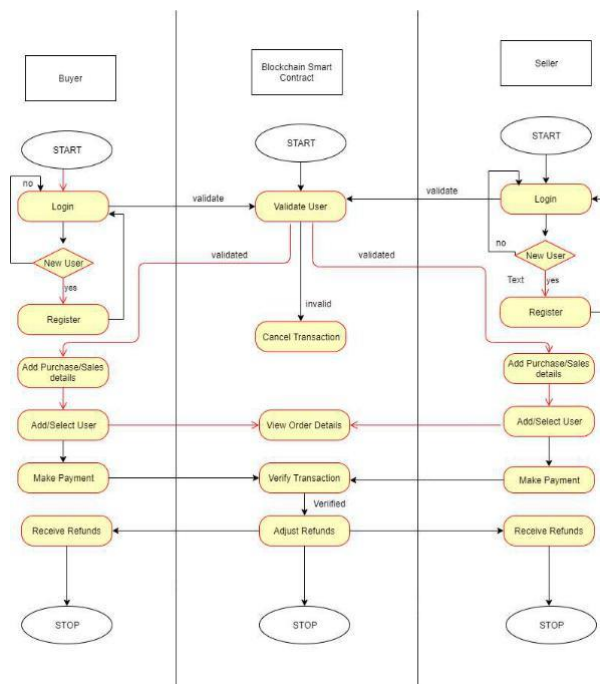 Buyer
Blockchain Smart
Contract
Seller
START
START
START
no
Login
validate
Validate User
validate
Login
New User
validated
validated
no
New User
yes
Text
yes
Register
invalid
Register
Cancel Transaction
Add Purchase/Sales
details
Add Purchase/Sales
details
Add/Select User
View Order Details
Add/Select User
Make Payment
Verify Transaction
Make Payment
Verified
Receive Refunds
Adjust Refunds
Receive Refunds
STOP
STOP
STOP